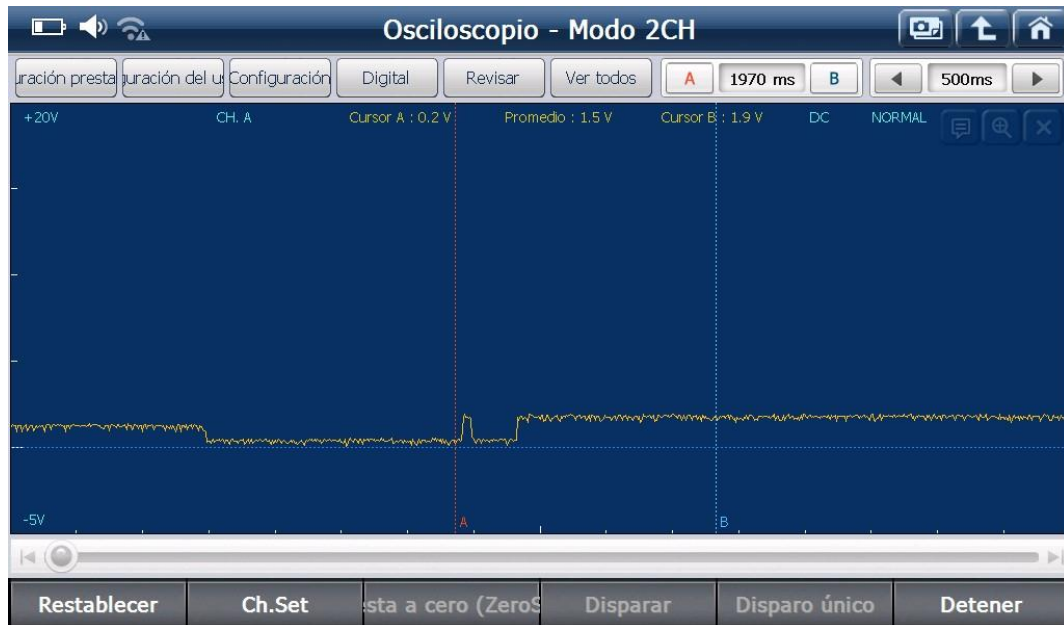 Osciloscopio - Modo 2CH
uración presta guración del u Configuración Digital Revisar Ver todos A 1970 ms B 500ms
+20V CH. A Cursor A : 0.2 V Promedio : 1.5 V Cursor B : 1.9 V DC NORMAL
-5V A B
Restablecer Ch.Set sta a cero (ZeroS Disparar Disparo único Detener